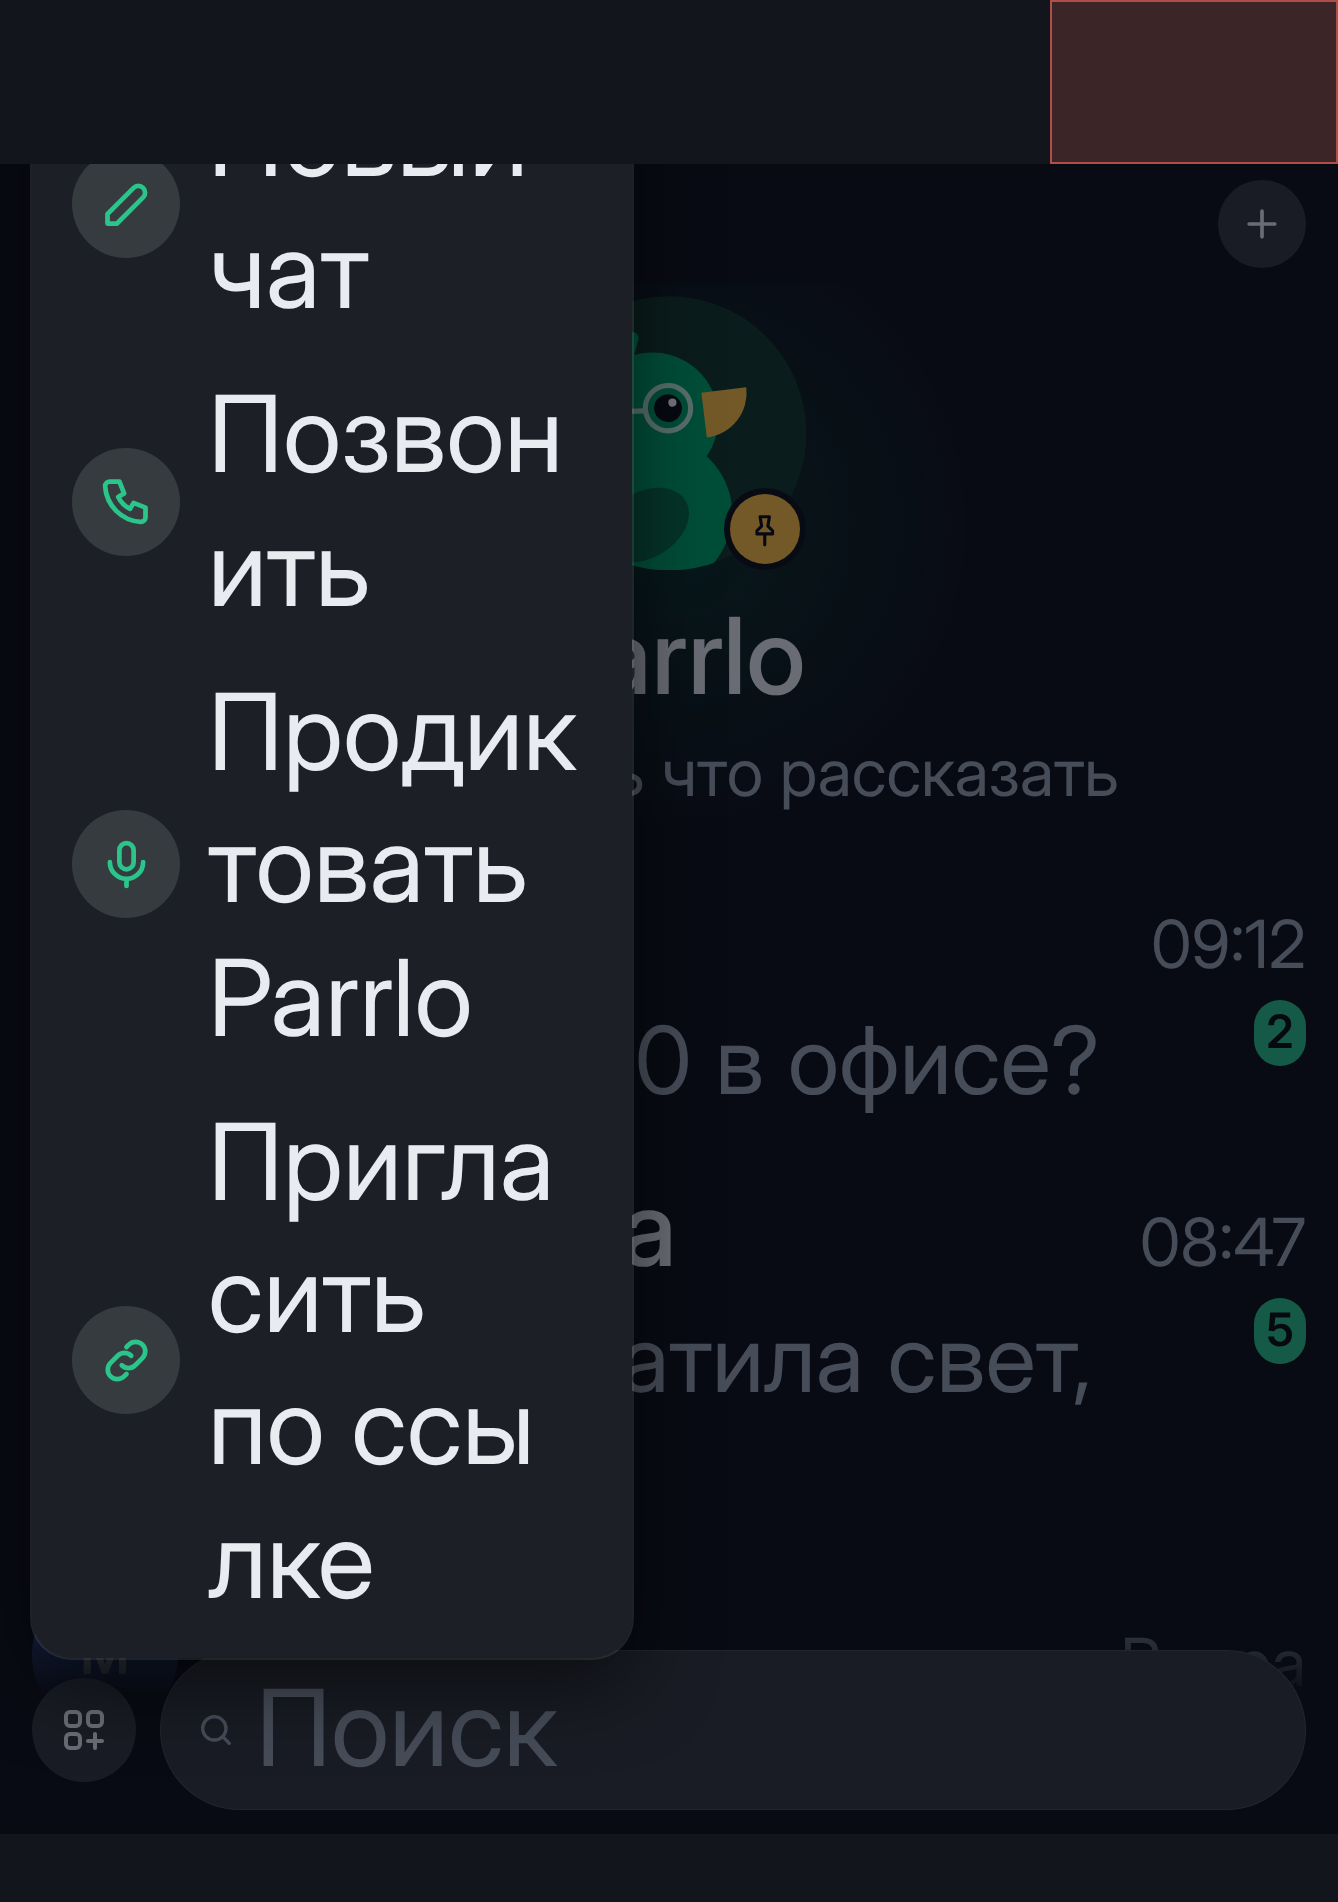 чат
Позвон
ить
Продик
товать
Parrlo
Пригла
сить
по ссы
лке
arrlo
ь что рассказать
09:12
0 в офисе?
2
а
08:47
атила свет,
5
Поиск